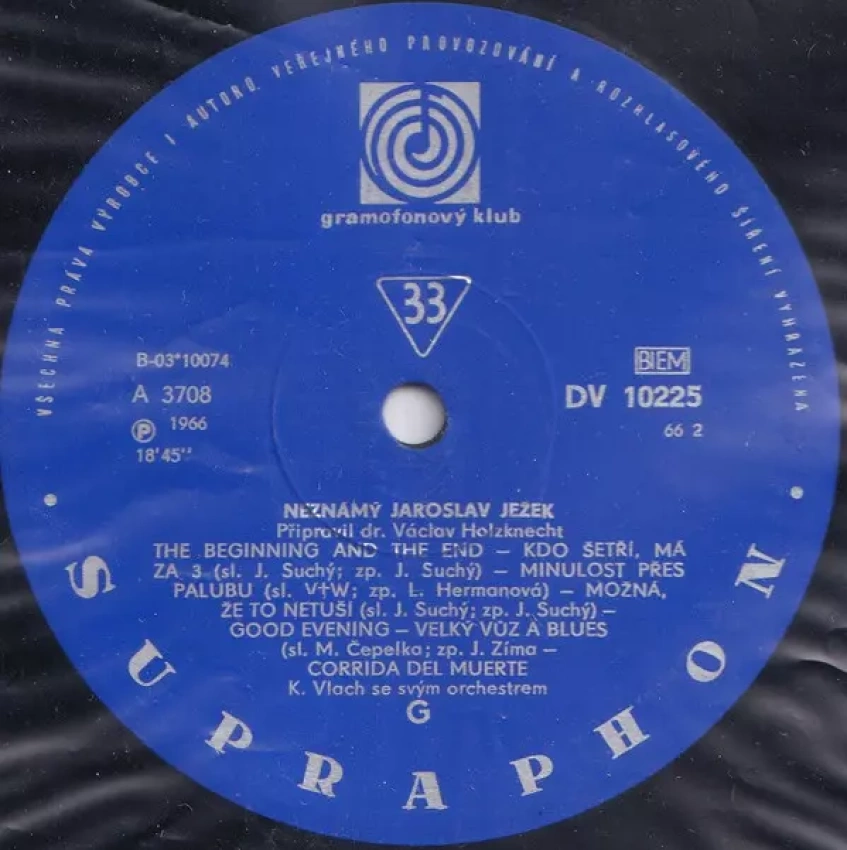 VŠECHNA PRÁVA VÝROBCE I AUTORŮ VEŘEJNÉHO PROVOZOVÁNÍ A ROZHLASOVÉHO ŠÍŘENÍ VYHRAZENA
gramofonový klub
33
B-03*10074
A 3708
Ⓟ 1966
18'45''
BIEM
DV 10225
66 2
NEZNÁMÝ JAROSLAV JEŽEK
Připravil dr. Václav Holzknecht
THE BEGINNING AND THE END – KDO ŠETŘÍ, MÁ
ZA 3 (sl. J. Suchý; zp. J. Suchý) – MINULOST PŘES
PALUBU (sl. V+W; zp. L. Hermanová) – MOŽNÁ,
ŽE TO NETUŠÍ (sl. J. Suchý; zp. J. Suchý) –
GOOD EVENING – VELKÝ VŮZ A BLUES
(sl. M. Čepelka; zp. J. Zíma –
CORRIDA DEL MUERTE
K. Vlach se svým orchestrem
G
SUPRAPHON